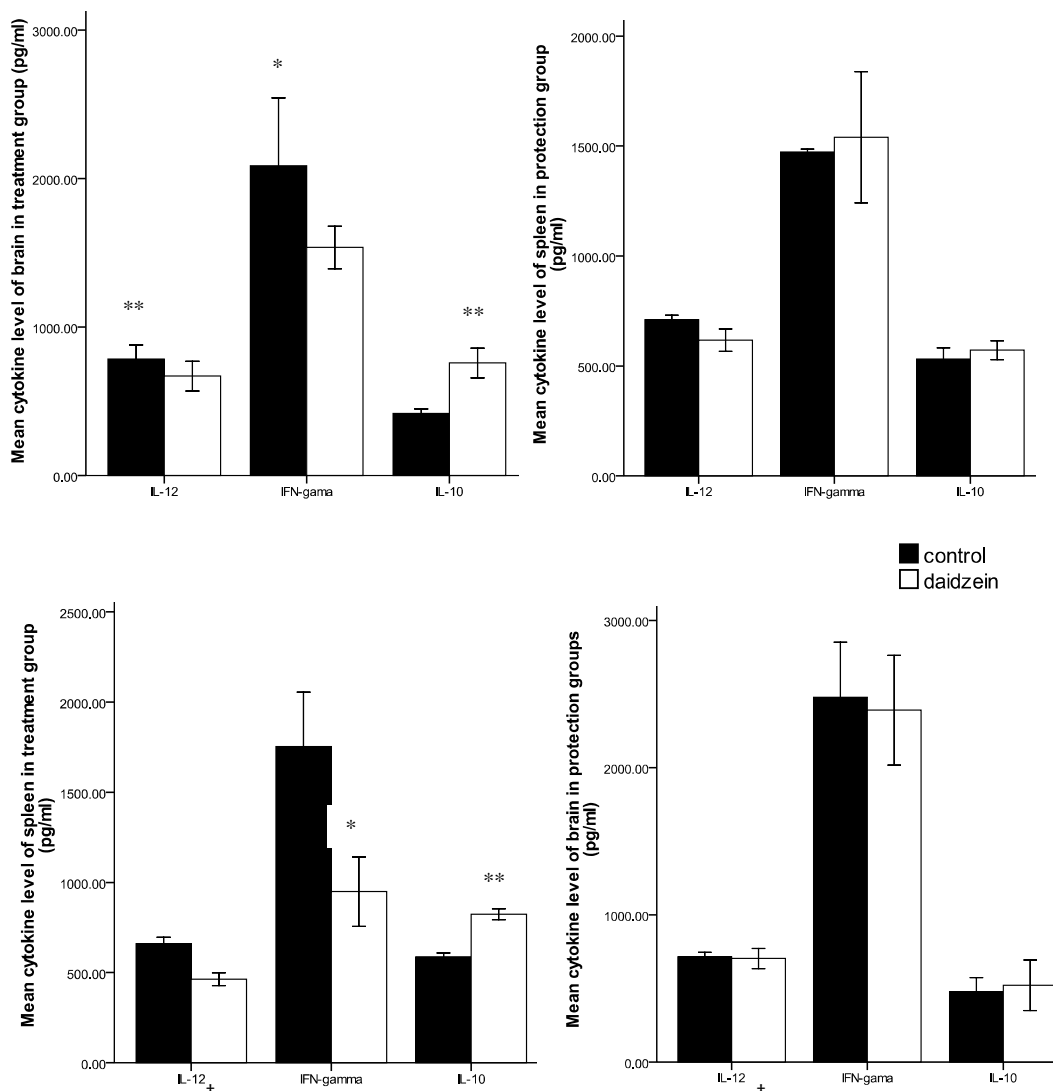 Mean cytokine level of brain in treatment group (pg/ml)
3000.00
2000.00
1000.00
0.00
*
**
**
IL-12
IFN-gama
IL-10
Mean cytokine level of spleen in protection group
(pg/ml)
2000.00
1500.00
1000.00
500.00
0.00
IL-12
IFN-gamma
IL-10
control
daidzein
Mean cytokine level of spleen in treatment group
(pg/ml)
2500.00
2000.00
1500.00
1000.00
500.00
0.00
*
**
IL-12
+
IFN-gamma
IL-10
Mean cytokine level of brain in protection groups
(pg/ml)
3000.00
2000.00
1000.00
0.00
IL-12
+
IFN-gamma
IL-10